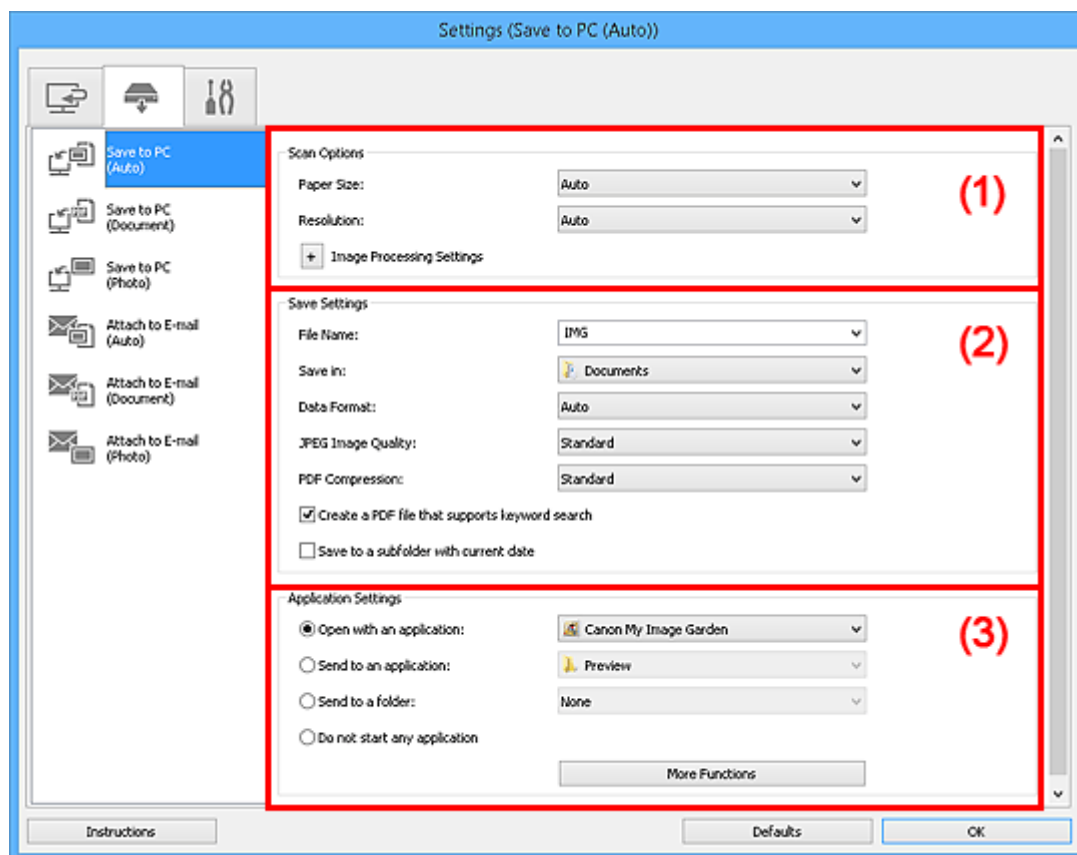 Settings (Save to PC (Auto))
Save to PC
(Auto)
Save to PC
(Document)
Save to PC
(Photo)
Attach to E-mail
(Auto)
Attach to E-mail
(Document)
Attach to E-mail
(Photo)
Scan Options
Paper Size: Auto
(1)
Resolution: Auto
+ Image Processing Settings
Save Settings
File Name: IMG
(2)
Save in: Documents
Data Format: Auto
JPEG Image Quality: Standard
PDF Compression: Standard
Create a PDF file that supports keyword search
Save to a subfolder with current date
Application Settings
Open with an application: Canon My Image Garden
(3)
Send to an application: Preview
Send to a folder: None
Do not start any application
More Functions
Instructions Defaults OK